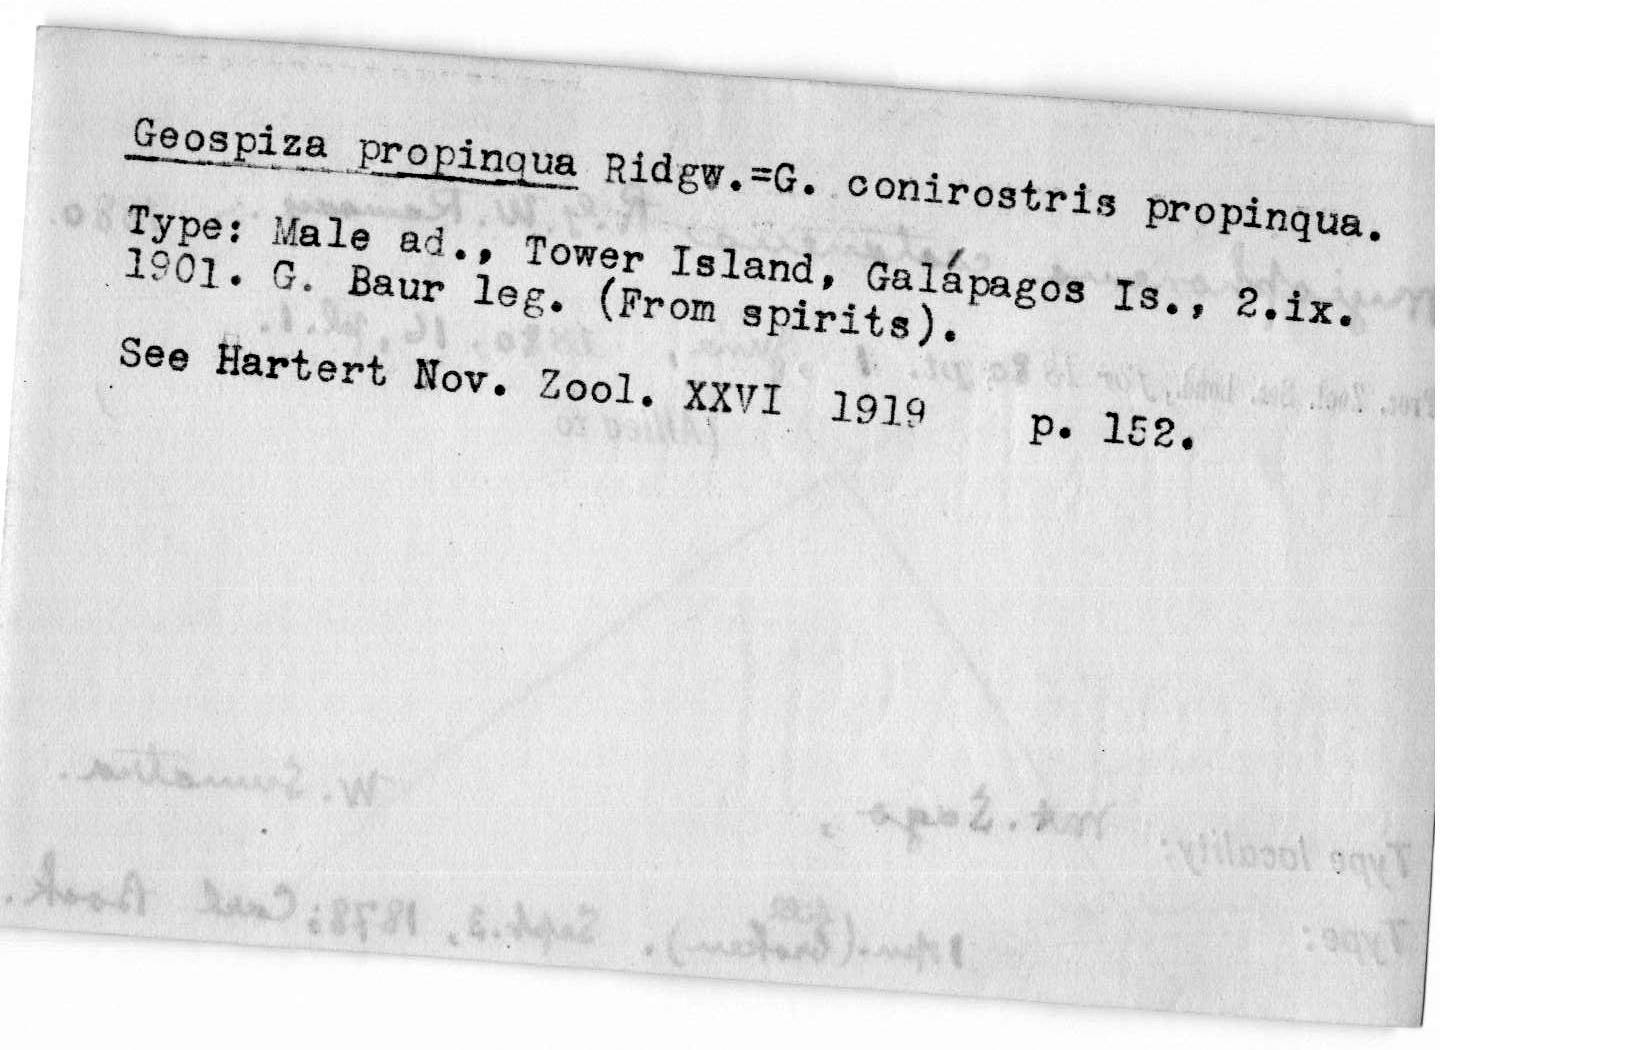 Geospiza propinqua Ridgw.=G. conirostris propinqua.
Type: Male ad., Tower Island, Galápagos Is., 2.ix.
1901. G. Baur leg. (From spirits).
See Hartert Nov. Zool. XXVI 1919 p. 152.